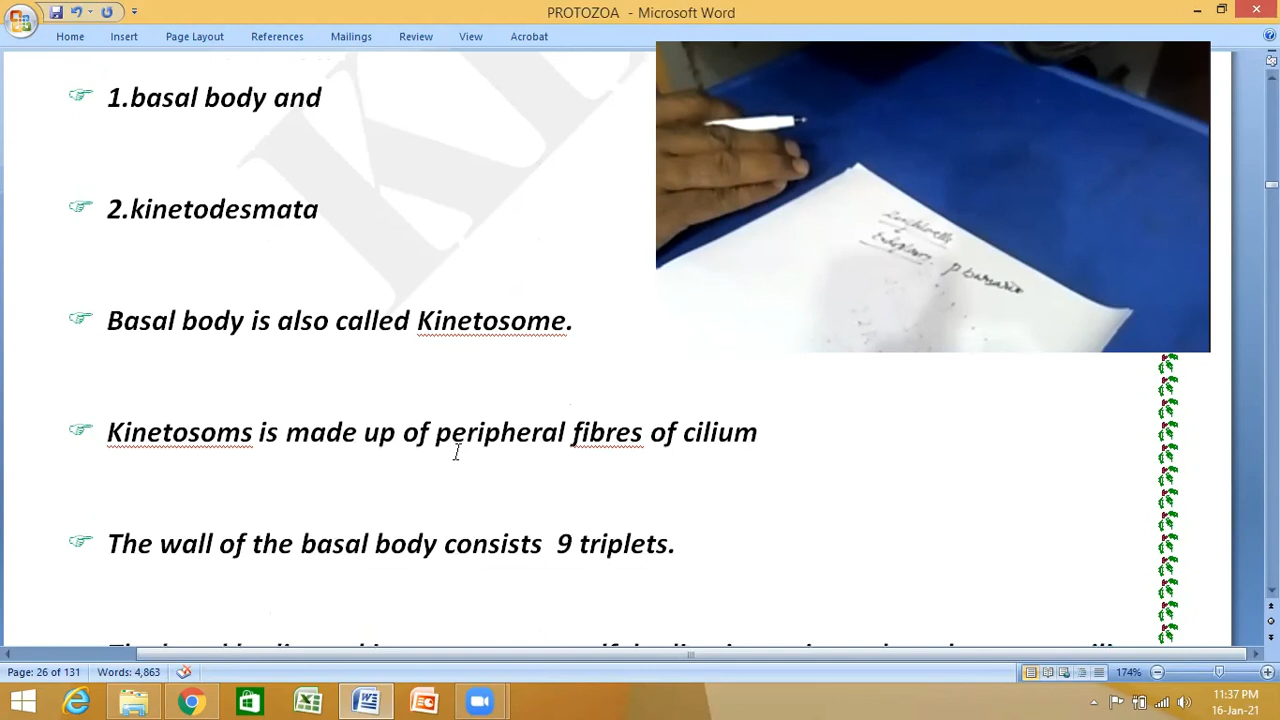 PROTOZOA - Microsoft Word
Home Insert Page Layout References Mailings Review View Acrobat
1.basal body and
2.kinetodesmata
Basal body is also called Kinetosome.
Kinetosoms is made up of peripheral fibres of cilium
The wall of the basal body consists 9 triplets.
Page: 26 of 131 Words: 4,863 174%
11:37 PM
16-Jan-21